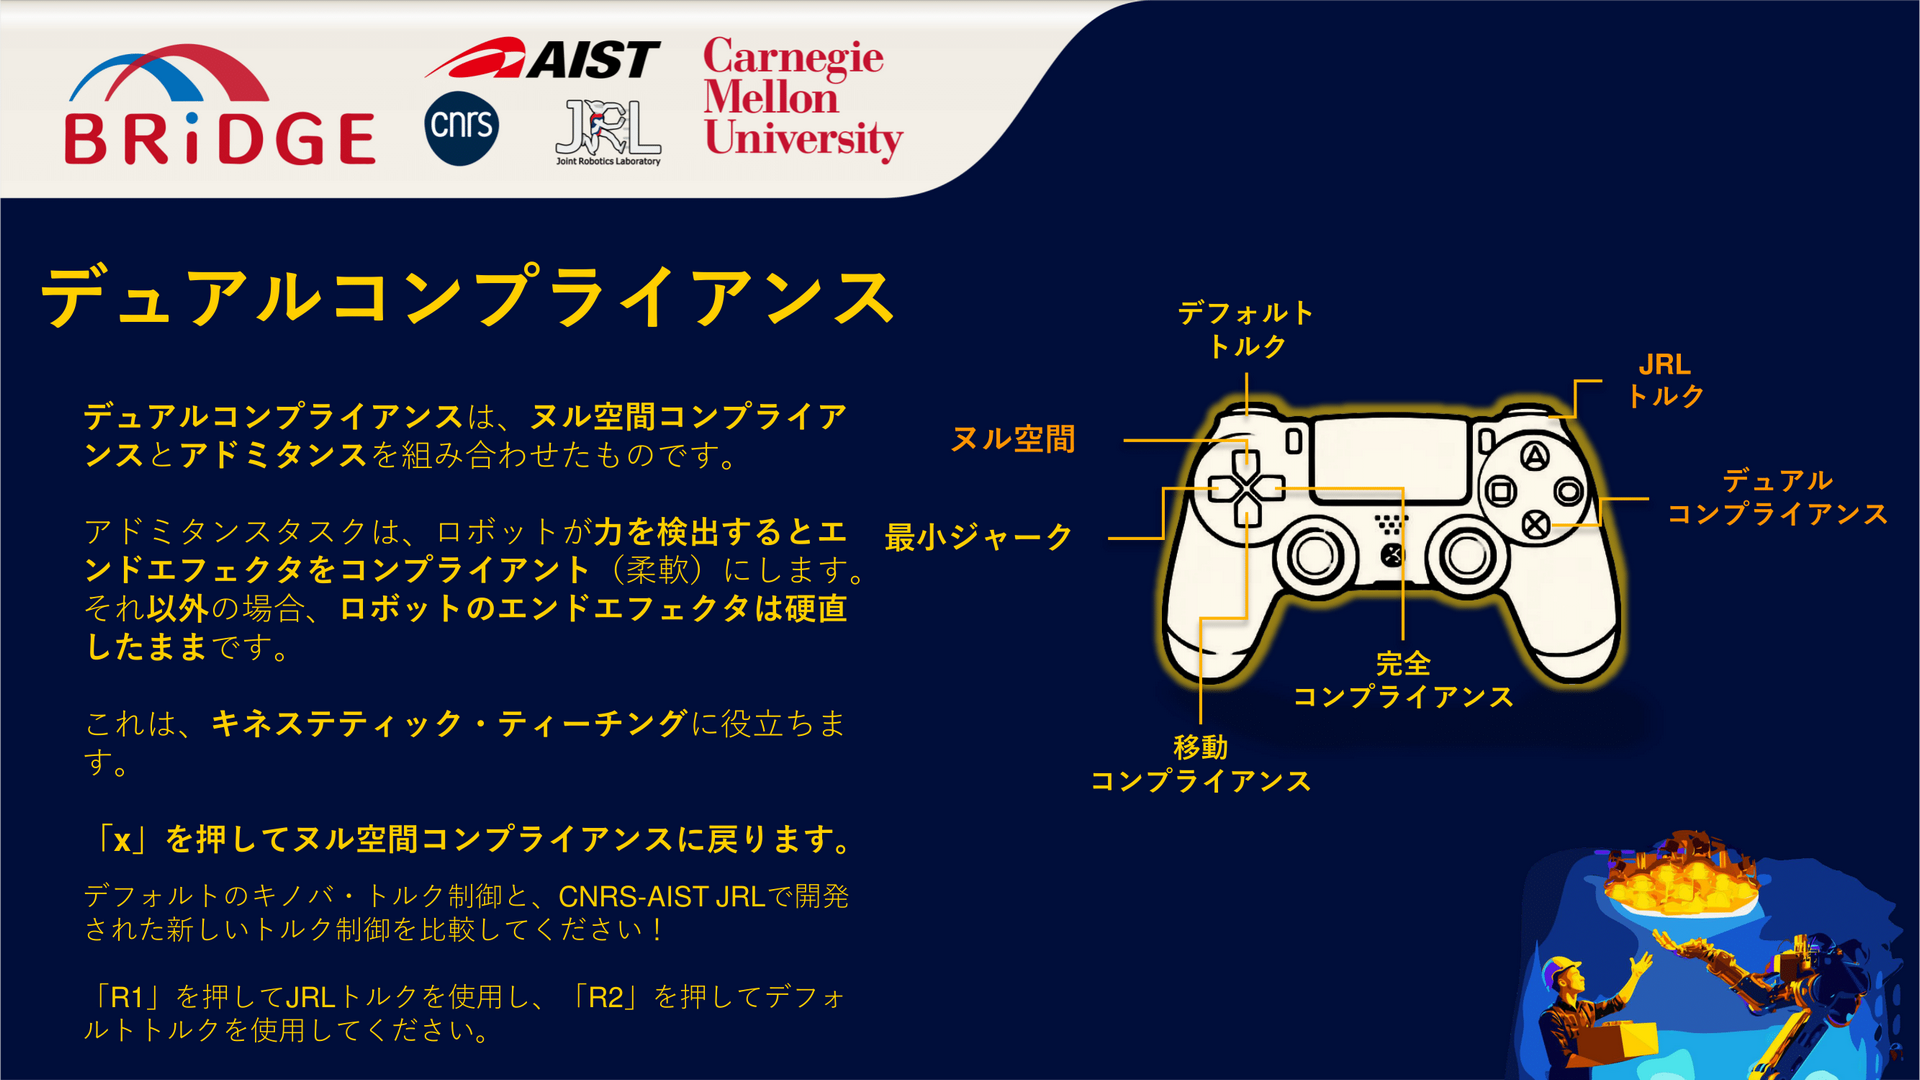 BRiDGE
AIST
cnrs
JRL
Joint Robotics Laboratory
Carnegie
Mellon
University
デュアルコンプライアンス
デュアルコンプライアンスは、ヌル空間コンプライア
ンスとアドミタンスを組み合わせたものです。
アドミタンスタスクは、ロボットが力を検出するとエ
ンドエフェクタをコンプライアント（柔軟）にします。
それ以外の場合、ロボットのエンドエフェクタは硬直
したままです。
これは、キネステティック・ティーチングに役立ちま
す。
「x」を押してヌル空間コンプライアンスに戻ります。
デフォルトのキノバ・トルク制御と、CNRS-AIST JRLで開発
された新しいトルク制御を比較してください！
「R1」を押してJRLトルクを使用し、「R2」を押してデフォ
ルトトルクを使用してください。
デフォルト
トルク
JRL
トルク
ヌル空間
デュアル
コンプライアンス
最小ジャーク
完全
コンプライアンス
移動
コンプライアンス